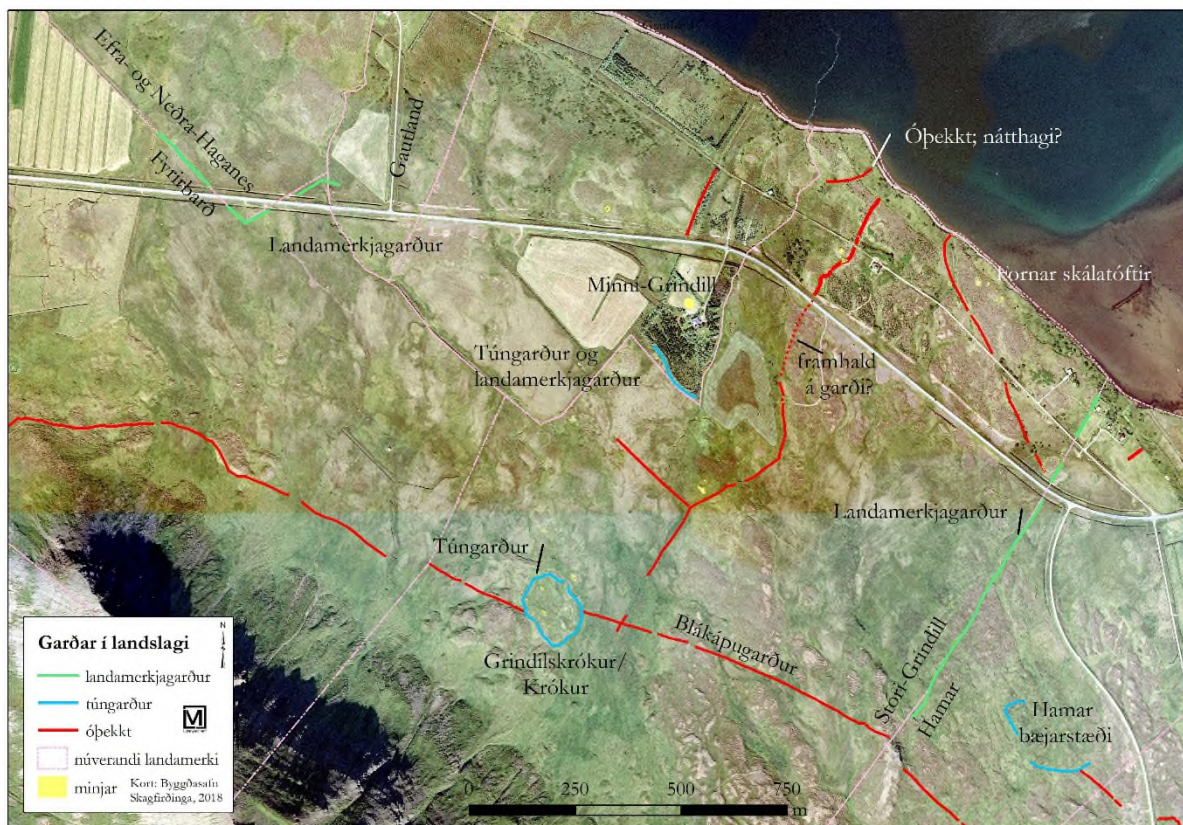 Efra- og Neðra-Haganes
Fyrirbarð
Gautland
Óþekkt; nátthagi?
Landamerkjagarður
Minni-Grindill
Fornar skálatóftir
Túngarður og
landamerkjagarður
framhald
á garði?
Landamerkjagarður
Túngarður
Blákápugarður
Grindilskrókur/
Krókur
Stóri-Grindill
Hamar
Hamar
bæjarstæði
Garðar í landslagi
N
landamerkjagarður
túngarður
óþekkt
núverandi landamerki
minjar
Kort: Byggðasafn
Skagfirðinga, 2018
0 250 500 750
m